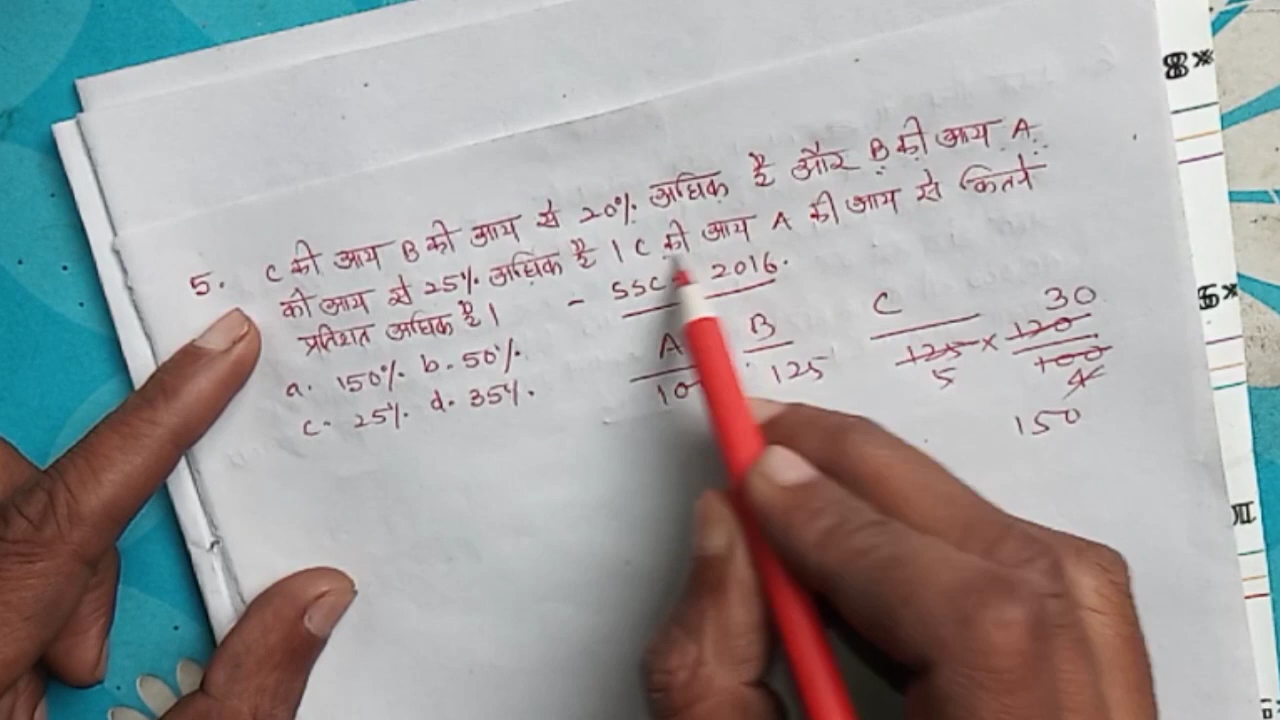 5. C की आय B की आय से 20% अधिक है और B की आय A
की आय से 25% अधिक है। C की आय A की आय से कितने
प्रतिशत अधिक है। - SSC 2016.
a. 150% b. 50%
c. 25% d. 35%
A B C
125 125 × 120
100
5 4
30
150